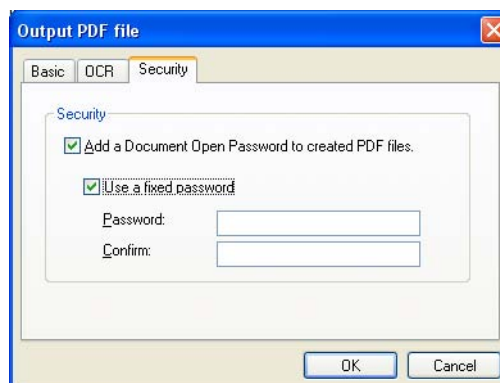 Output PDF file
Basic OCR Security
Security
Add a Document Open Password to created PDF files.
Use a fixed password
Password:
Confirm:
OK Cancel